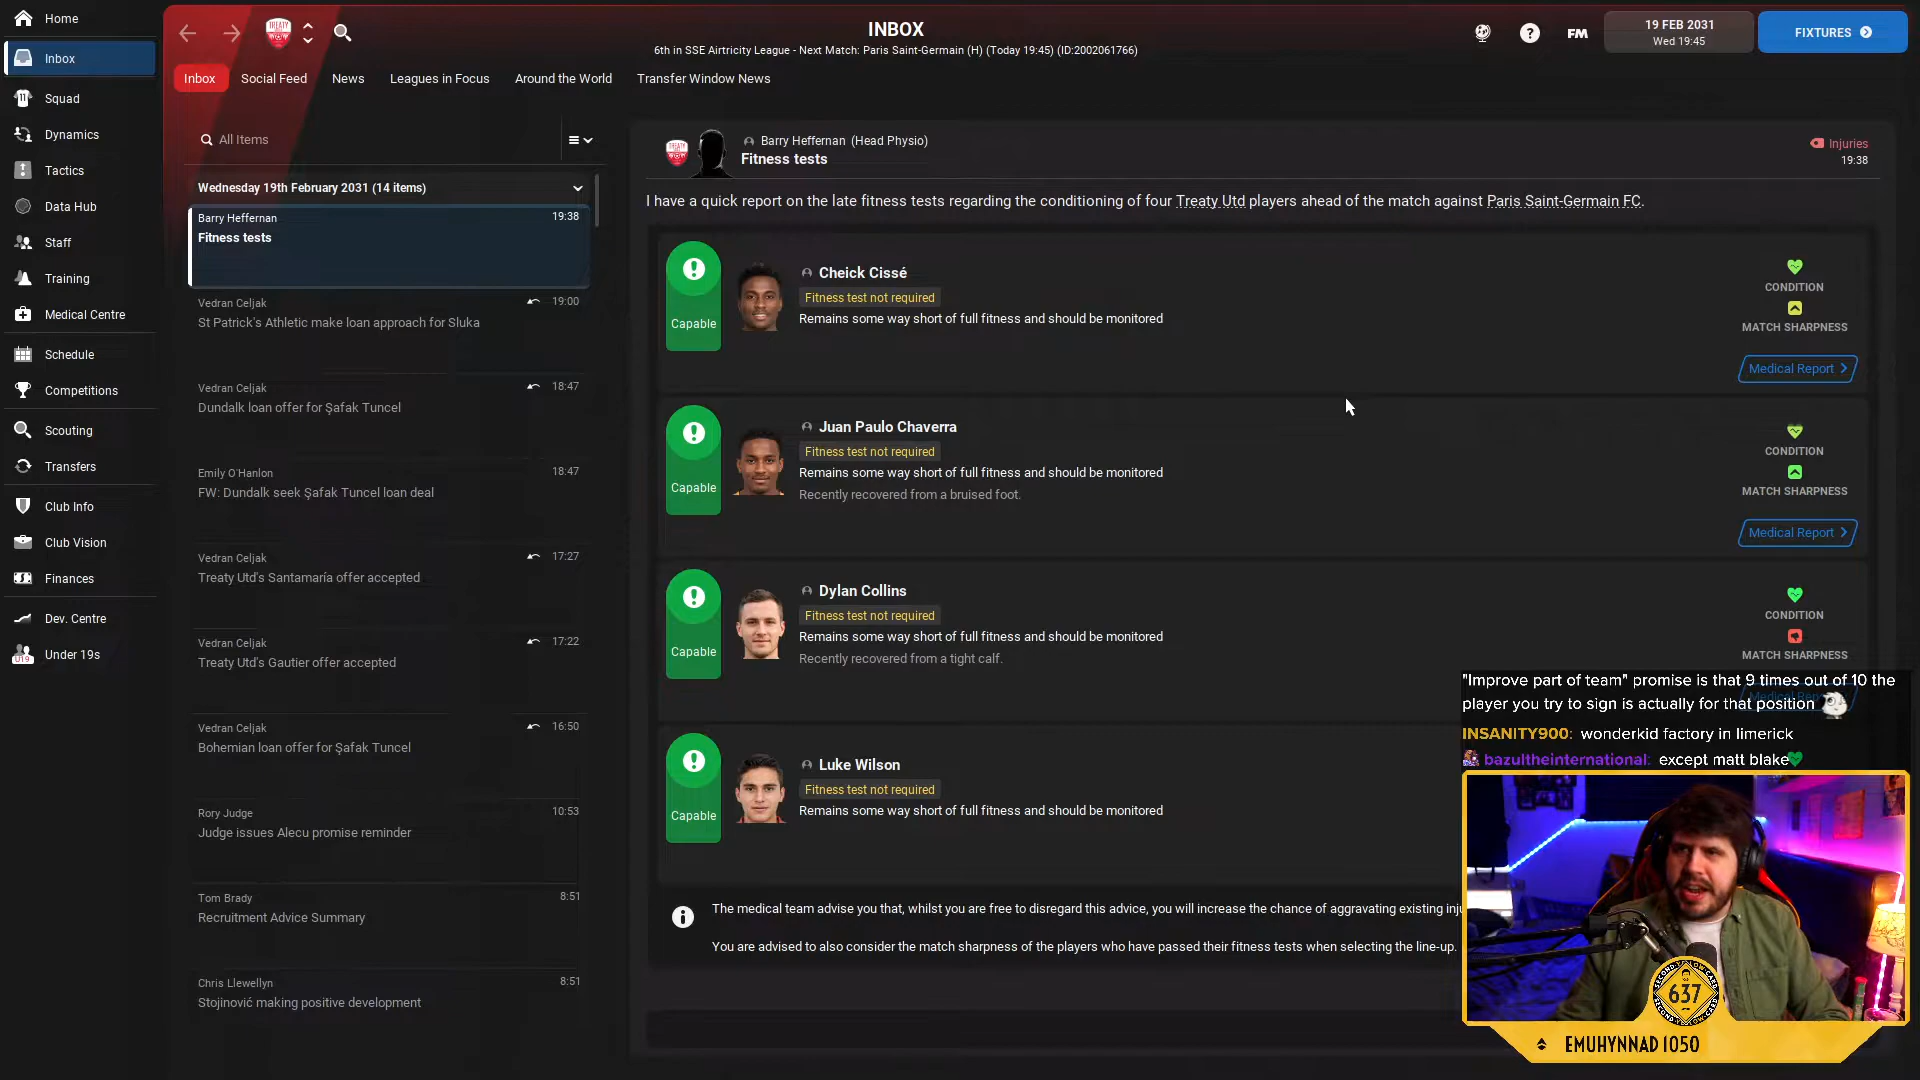 Home
Inbox
Squad
Dynamics
Tactics
Data Hub
Staff
Training
Medical Centre
Schedule
Competitions
Scouting
Transfers
Club Info
Club Vision
Finances
Dev. Centre
U19
Under 19s
TREATY
INBOX
6th in SSE Airtricity League - Next Match: Paris Saint-Germain (H) (Today 19:45) (ID:2002061766)
FM
19 FEB 2031
Wed 19:45
FIXTURES
Inbox
Social Feed
News
Leagues in Focus
Around the World
Transfer Window News
All Items
Wednesday 19th February 2031 (14 items)
Barry Heffernan 19:38
Fitness tests
Vedran Celjak 19:00
St Patrick's Athletic make loan approach for Sluka
Vedran Celjak 18:47
Dundalk loan offer for Şafak Tuncel
Emily O'Hanlon 18:47
FW: Dundalk seek Şafak Tuncel loan deal
Vedran Celjak 17:27
Treaty Utd's Santamaría offer accepted
Vedran Celjak 17:22
Treaty Utd's Gautier offer accepted
Vedran Celjak 16:50
Bohemian loan offer for Şafak Tuncel
Rory Judge 10:53
Judge issues Alecu promise reminder
Tom Brady 8:51
Recruitment Advice Summary
Chris Llewellyn 8:51
Stojinović making positive development
TREATY
Barry Heffernan (Head Physio)
Fitness tests
Injuries
19:38
I have a quick report on the late fitness tests regarding the conditioning of four Treaty Utd players ahead of the match against Paris Saint-Germain FC.
Capable
Cheick Cissé
Fitness test not required
Remains some way short of full fitness and should be monitored
CONDITION
MATCH SHARPNESS
Medical Report
Capable
Juan Paulo Chaverra
Fitness test not required
Remains some way short of full fitness and should be monitored
Recently recovered from a bruised foot.
CONDITION
MATCH SHARPNESS
Medical Report
Capable
Dylan Collins
Fitness test not required
Remains some way short of full fitness and should be monitored
Recently recovered from a tight calf.
CONDITION
MATCH SHARPNESS
Capable
Luke Wilson
Fitness test not required
Remains some way short of full fitness and should be monitored
The medical team advise you that, whilst you are free to disregard this advice, you will increase the chance of aggravating existing inju
You are advised to also consider the match sharpness of the players who have passed their fitness tests when selecting the line-up.
"Improve part of team" promise is that 9 times out of 10 the
player you try to sign is actually for that position
INSANITY900: wonderkid factory in limerick
bazultheinternational: except matt blake
SECOND YELLOW CARD
637
EMUHYNNAD 1050